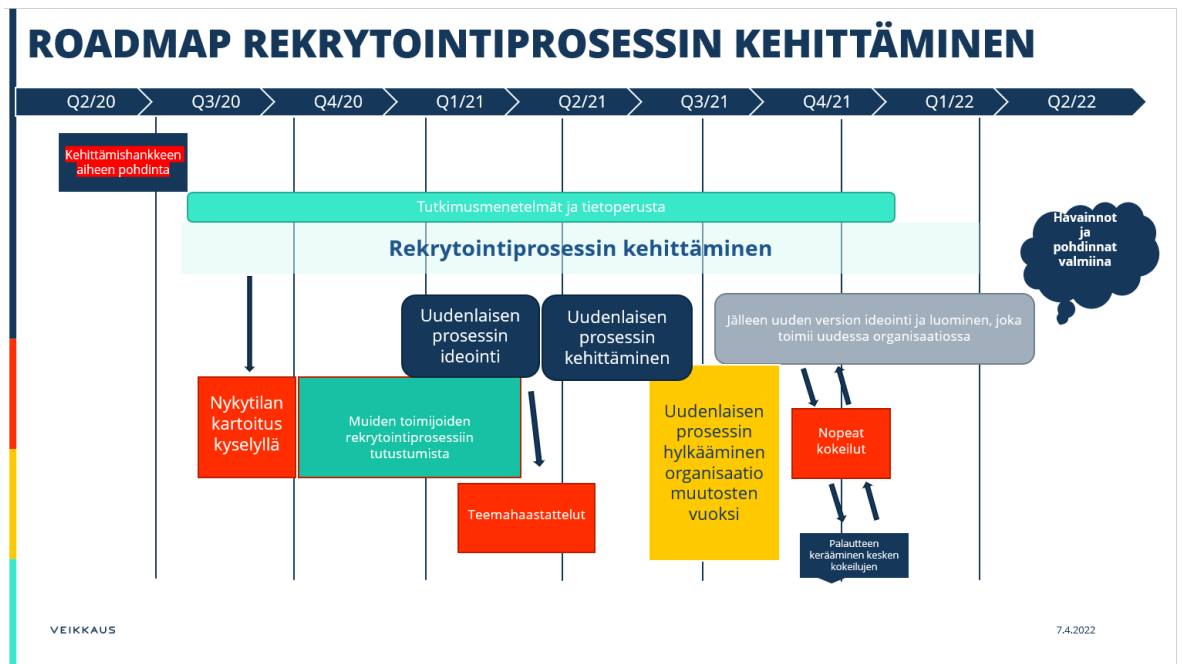 ROADMAP REKRYTOINTIPROSESSIN KEHITTÄMINEN
Q2/20 Q3/20 Q4/20 Q1/21 Q2/21 Q3/21 Q4/21 Q1/22 Q2/22
Kehittämishankkeen
aiheen pohdinta
Tutkimusmenetelmät ja tietoperusta
Havainnot
ja
pohdinnat
valmiina
Rekrytointiprosessin kehittäminen
Uudenlaisen
prosessin
ideointi
Uudenlaisen
prosessin
kehittäminen
Jälleen uuden version ideointi ja luominen, joka
toimii uudessa organisaatiossa
Nykytilan
kartoitus
kyselyllä
Muiden toimijoiden
rekrytointiprosessiin
tutustumista
Uudenlaisen
prosessin
hylkääminen
organisaatio
muutosten
vuoksi
Nopeat
kokeilut
Teemahaastattelut
Palautteen
kerääminen kesken
kokeilujen
VEIKKAUS
7.4.2022